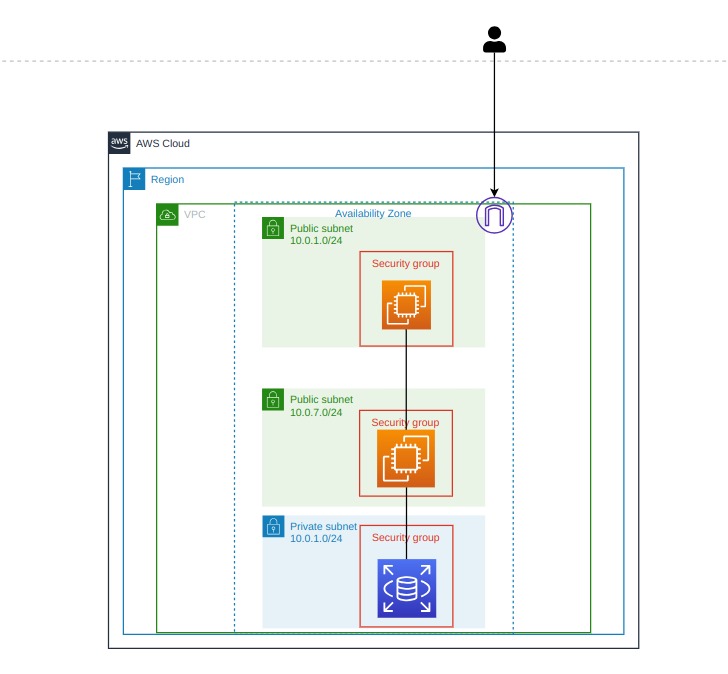 aws
AWS Cloud
Region
VPC
Availability Zone
Public subnet
10.0.1.0/24
Security group
Public subnet
10.0.7.0/24
Security group
Private subnet
10.0.1.0/24
Security group